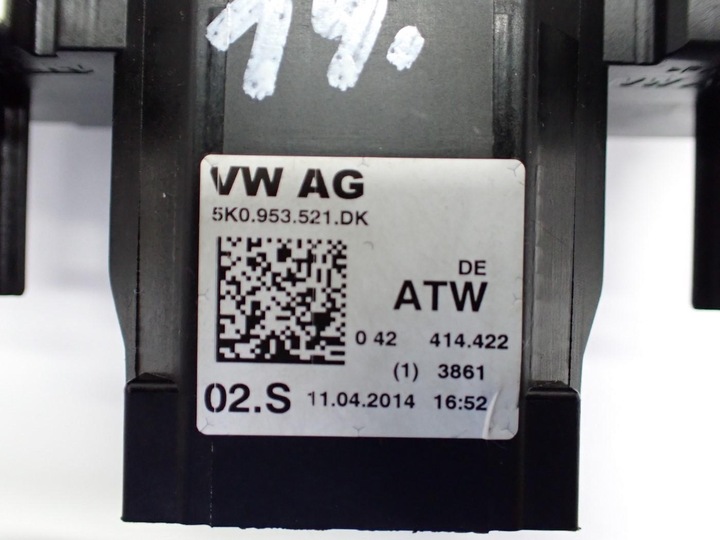 14.
VW AG
5K0.953.521.DK
DE
ATW
0 42 414.422
(1) 3861
02.S 11.04.2014 16:52